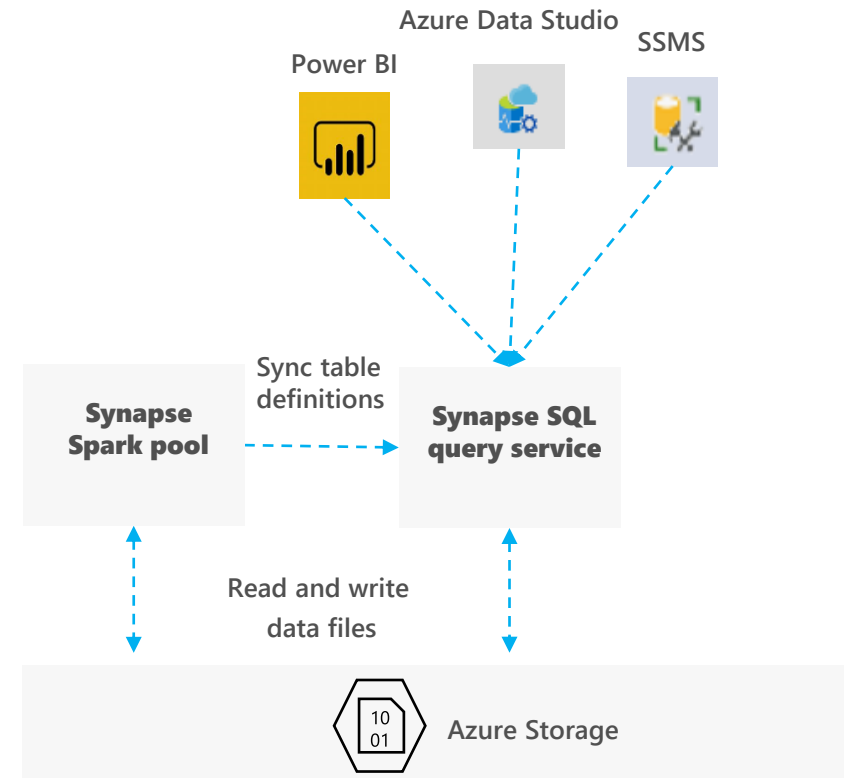 Azure Data Studio
SSMS
Power BI
Sync table
definitions
Synapse
Spark pool
Synapse SQL
query service
Read and write
data files
10
01
Azure Storage